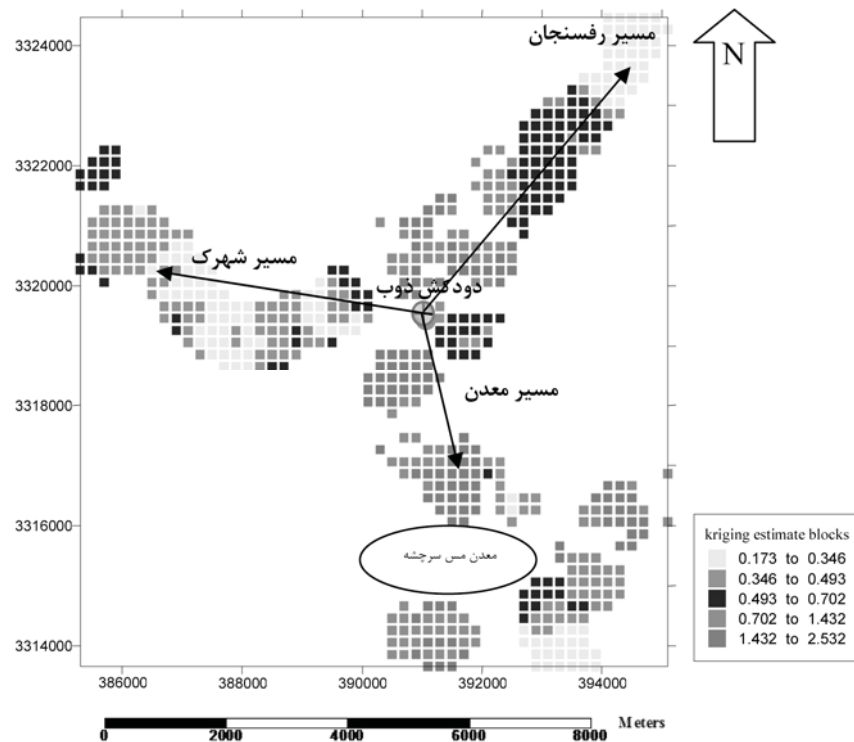 3324000
3322000
3320000
3318000
3316000
3314000
386000 388000 390000 392000 394000
مسیر رفسنجان
N
مسیر شهرک
دودکش ذوب
مسیر معدن
معدن مس سرچشه
kriging estimate blocks
0.173 to 0.346
0.346 to 0.493
0.493 to 0.702
0.702 to 1.432
1.432 to 2.532
0 2000 4000 6000 8000
Meters